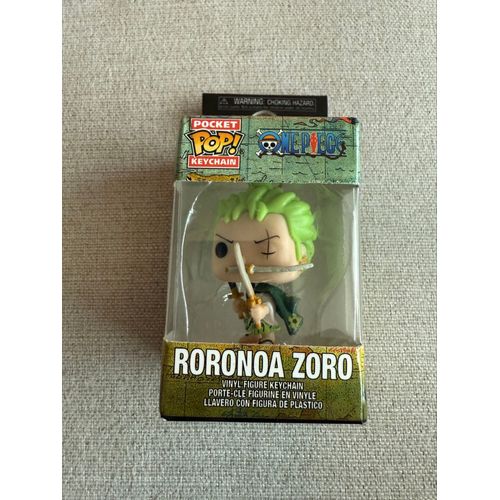 WARNING: CHOKING HAZARD.
POCKET
POP!
KEYCHAIN
ONE PIECE
RORONOA ZORO
VINYL FIGURE KEYCHAIN
PORTE-CLÉ FIGURINE EN VINYLE
LLAVERO CON FIGURA DE PLÁSTICO